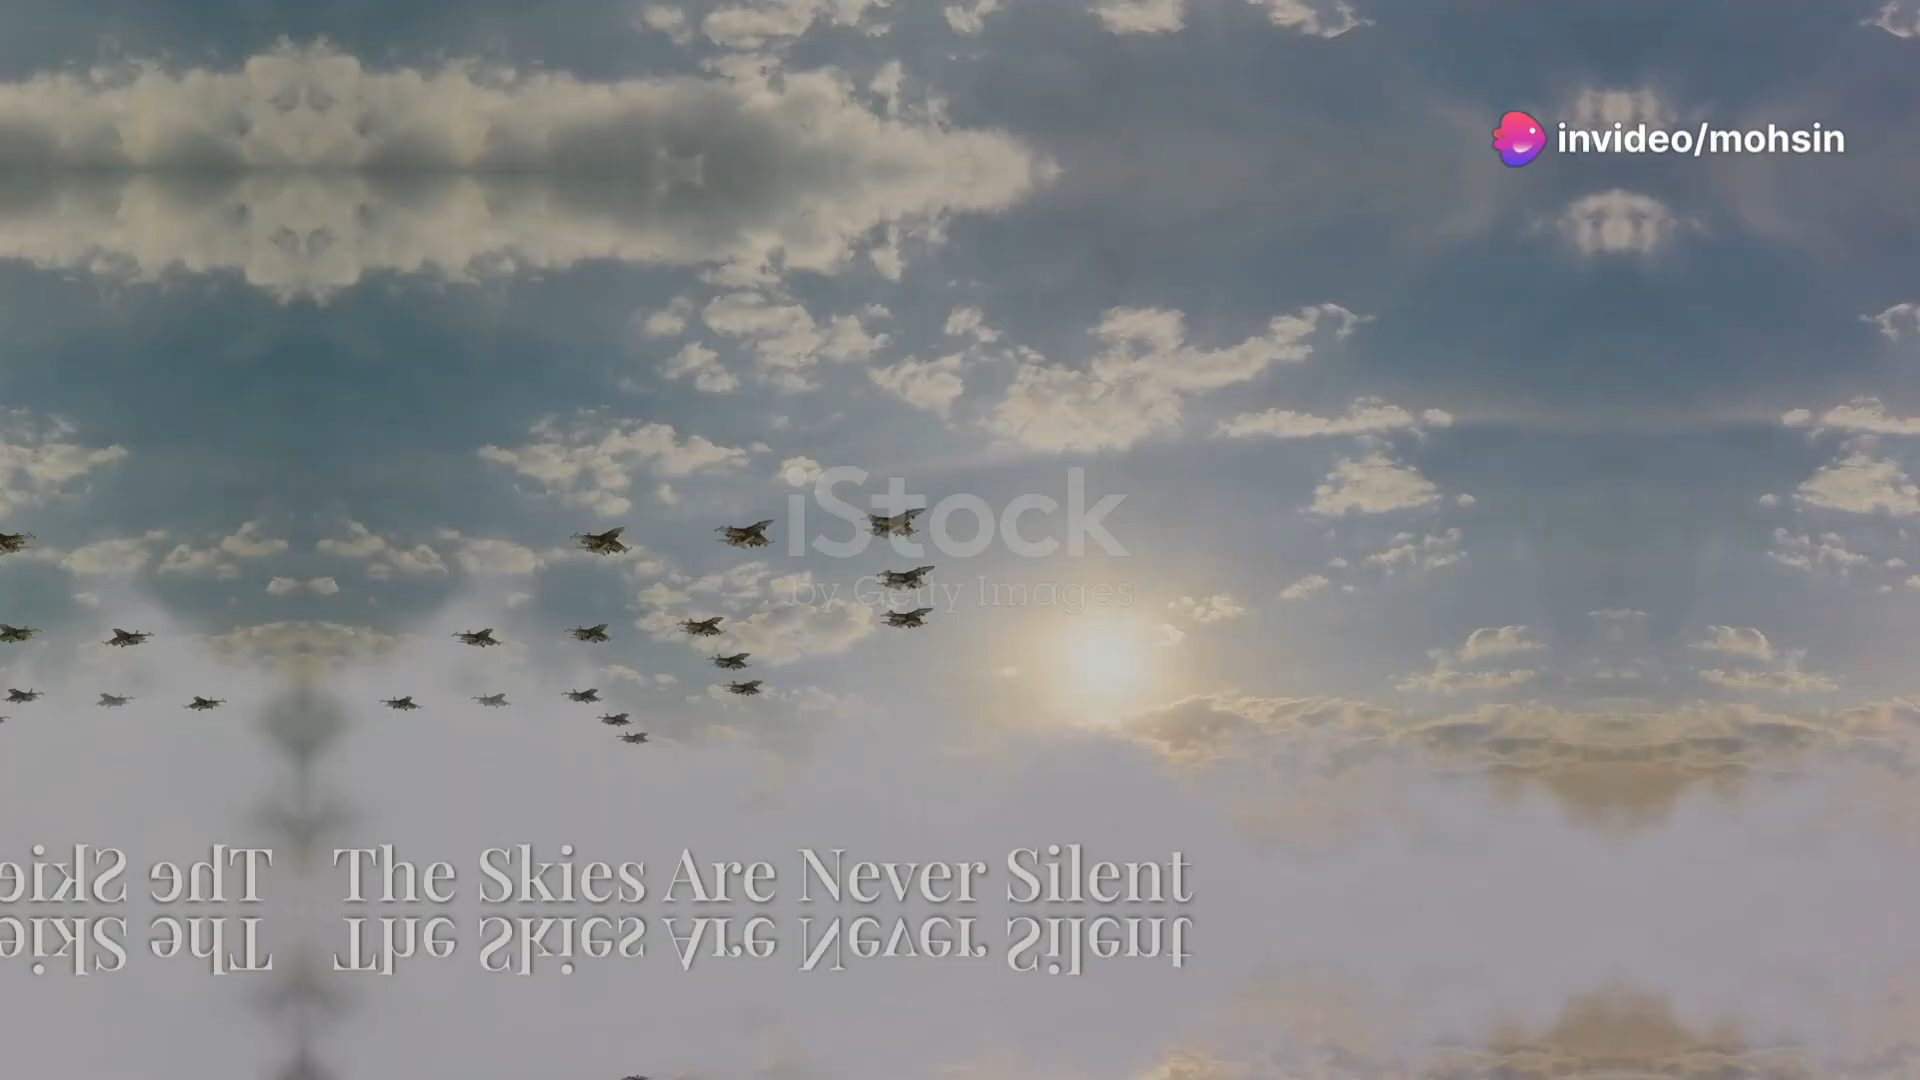 invideo/mohsin
iStock
by Getty Images
The Skies Are Never Silent